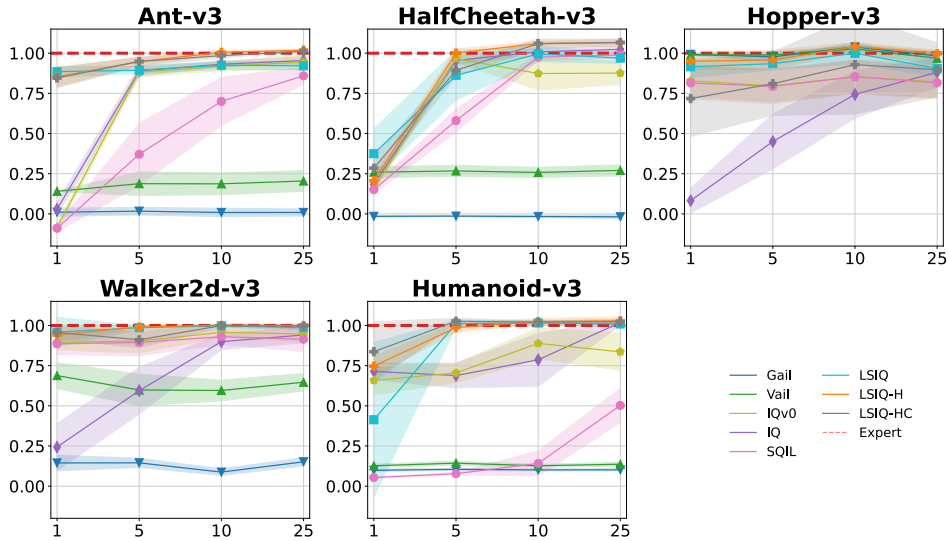 Ant-v3
1.00
0.75
0.50
0.25
0.00
1 5 10 25
HalfCheetah-v3
1.00
0.75
0.50
0.25
0.00
1 5 10 25
Hopper-v3
1.00
0.75
0.50
0.25
0.00
1 5 10 25
Walker2d-v3
1.00
0.75
0.50
0.25
0.00
1 5 10 25
Humanoid-v3
1.00
0.75
0.50
0.25
0.00
1 5 10 25
Gail
Vail
IQv0
IQ
SQIL
LSIQ
LSIQ-H
LSIQ-HC
Expert